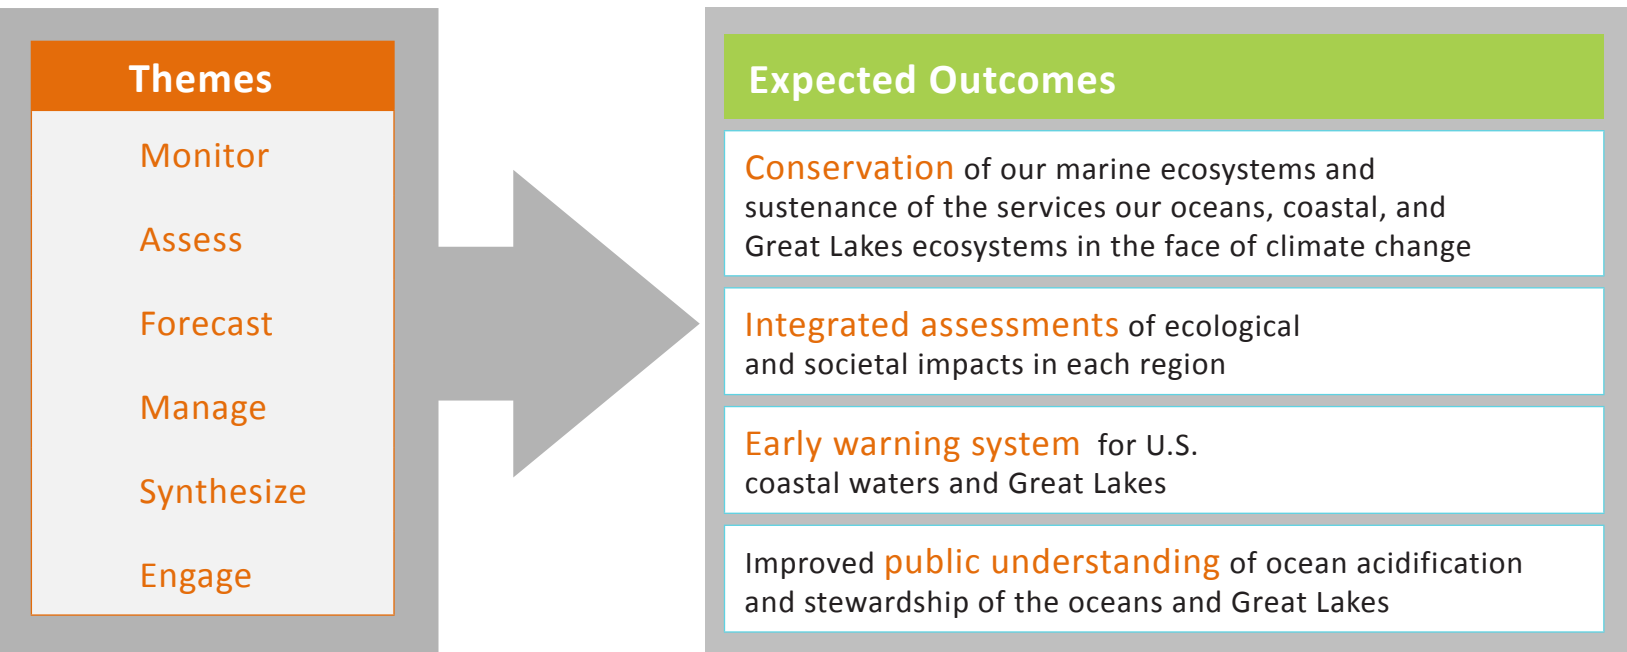 Themes
Monitor
Assess
Forecast
Manage
Synthesize
Engage
Expected Outcomes
Conservation of our marine ecosystems and
sustenance of the services our oceans, coastal, and
Great Lakes ecosystems in the face of climate change
Integrated assessments of ecological
and societal impacts in each region
Early warning system for U.S.
coastal waters and Great Lakes
Improved public understanding of ocean acidification
and stewardship of the oceans and Great Lakes